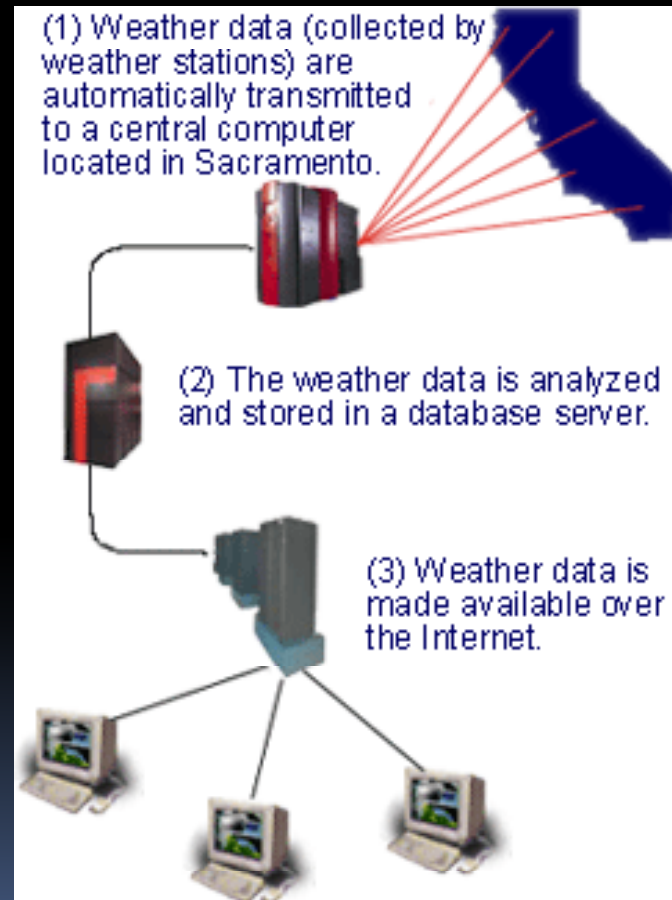 (1) Weather data (collected by
weather stations) are
automatically transmitted
to a central computer
located in Sacramento.
(2) The weather data is analyzed
and stored in a database server.
(3) Weather data is
made available over
the Internet.